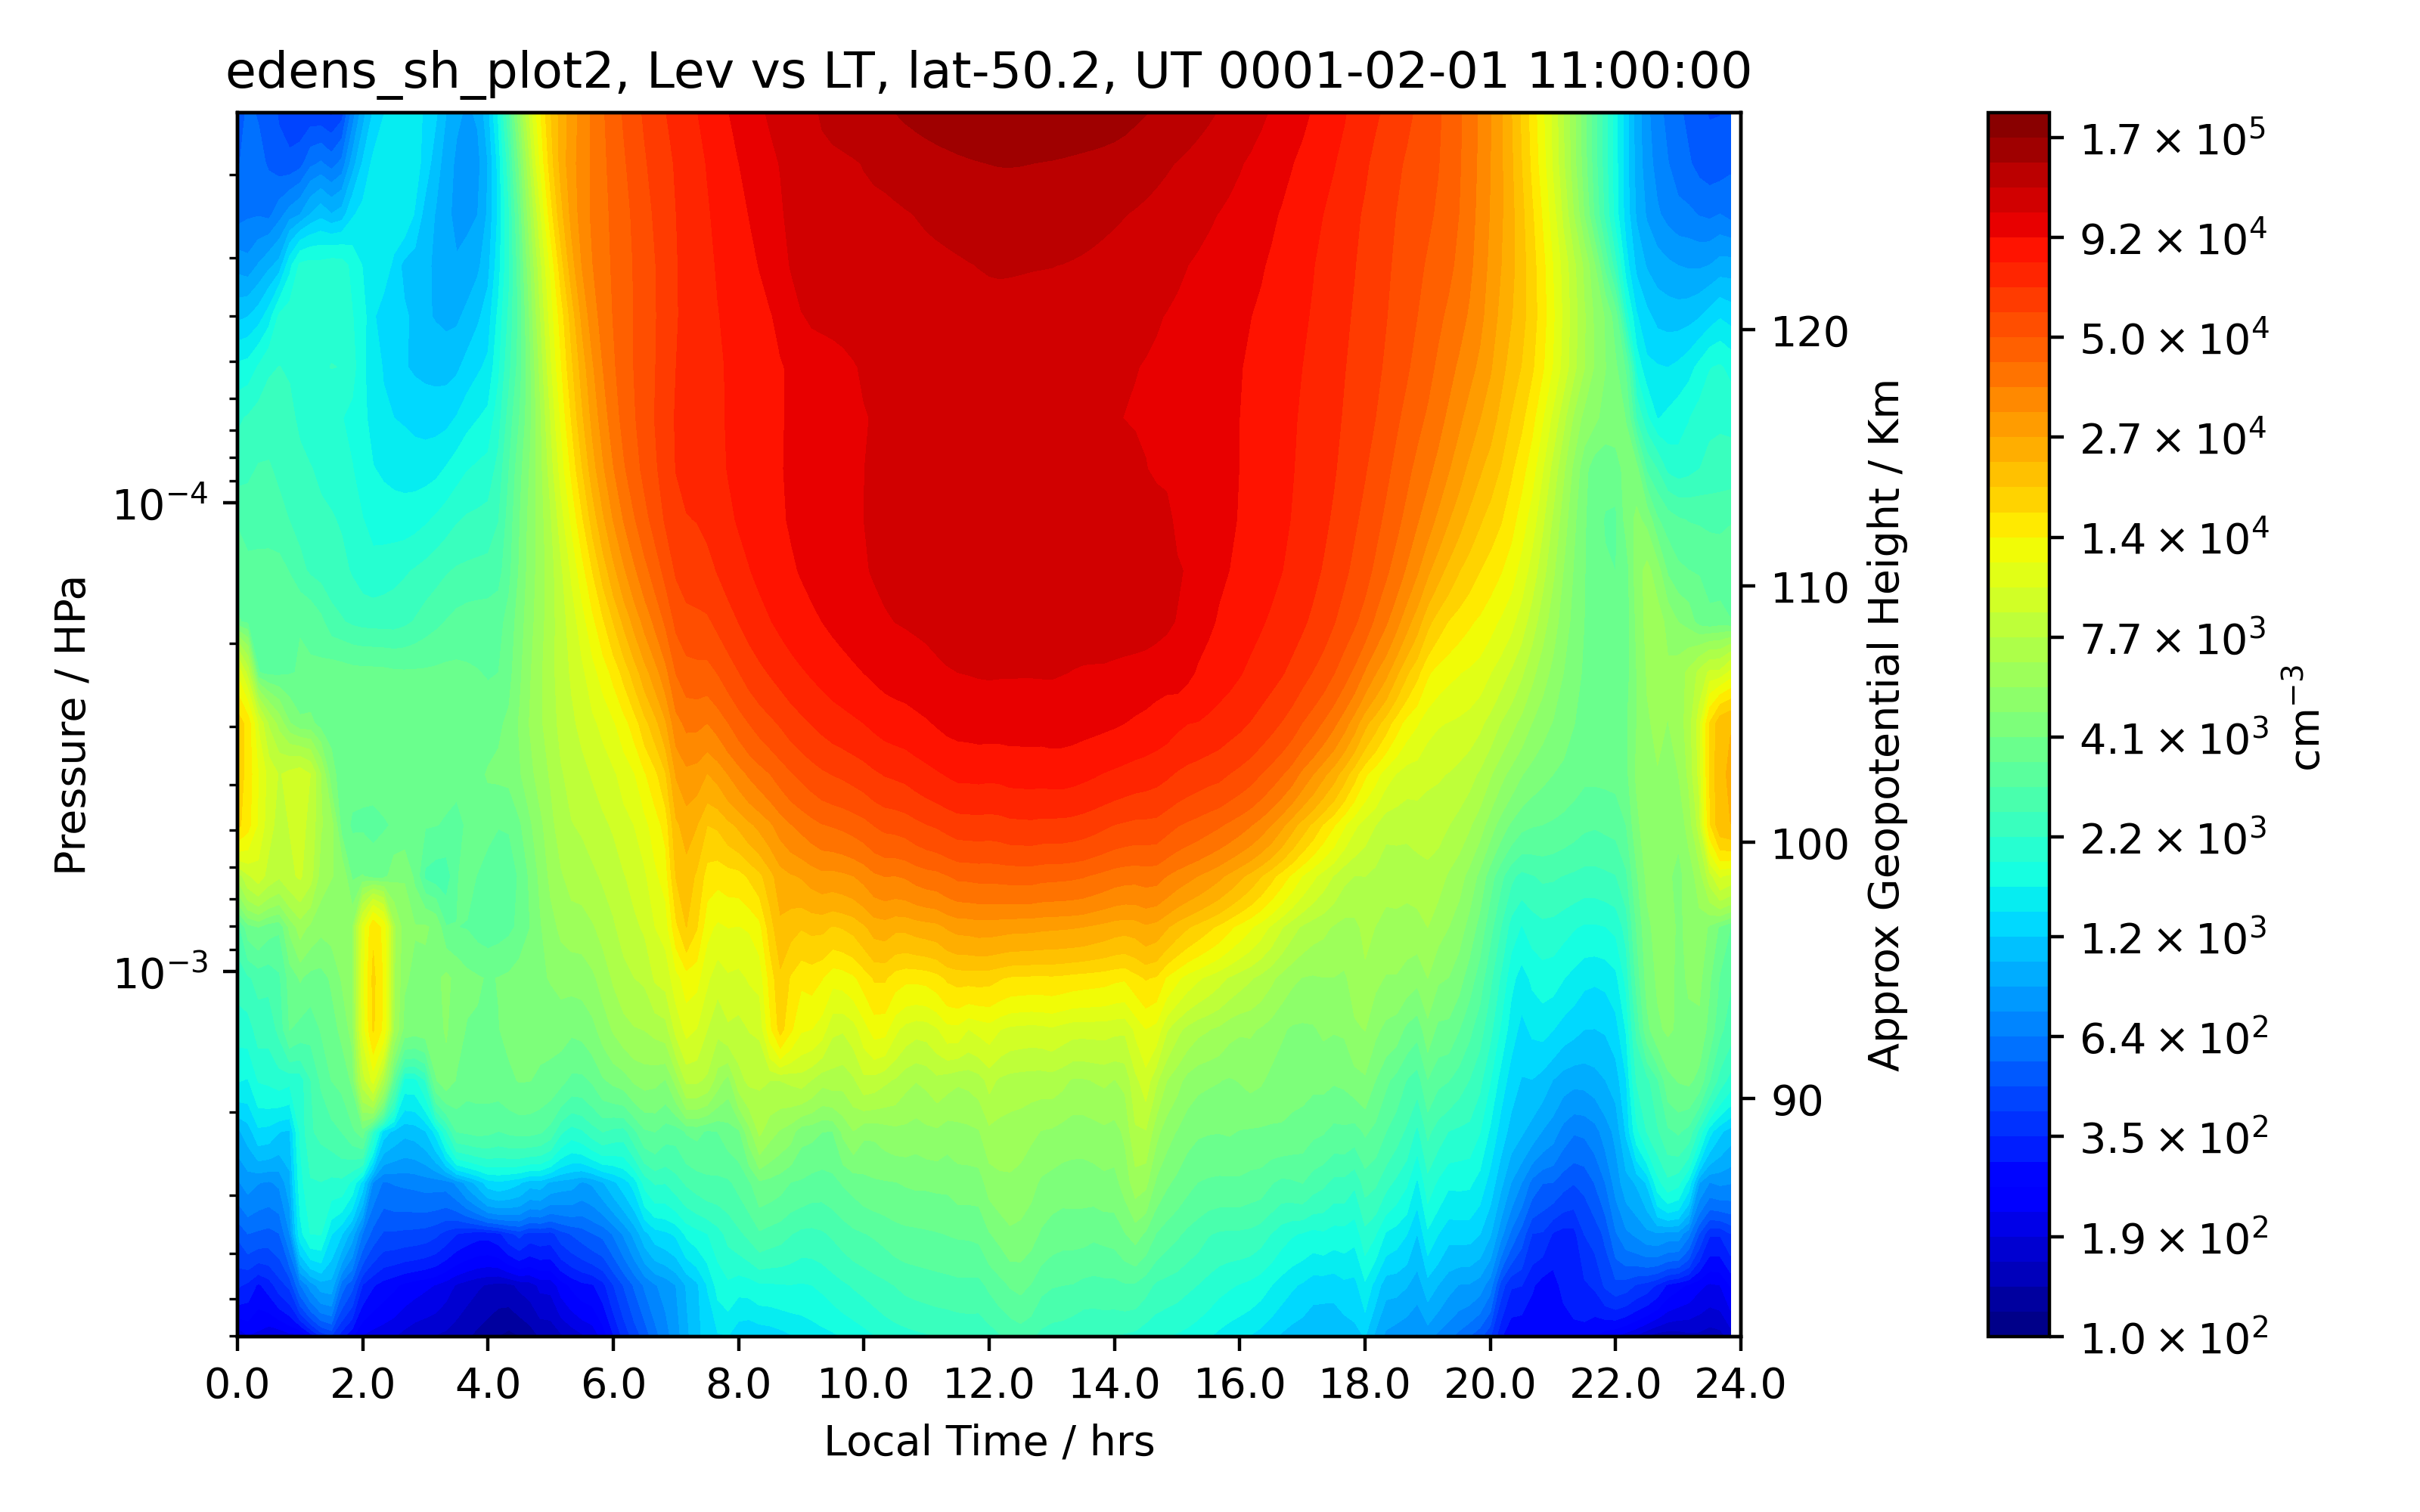 edens_sh_plot2, Lev vs LT, lat-50.2, UT 0001-02-01 11:00:00
Pressure / HPa
10⁻⁴
10⁻³
0.0 2.0 4.0 6.0 8.0 10.0 12.0 14.0 16.0 18.0 20.0 22.0 24.0
Local Time / hrs
120
110
100
90
Approx Geopotential Height / Km
1.7 × 10⁵
9.2 × 10⁴
5.0 × 10⁴
2.7 × 10⁴
1.4 × 10⁴
7.7 × 10³
4.1 × 10³
2.2 × 10³
1.2 × 10³
6.4 × 10²
3.5 × 10²
1.9 × 10²
1.0 × 10²
cm⁻³